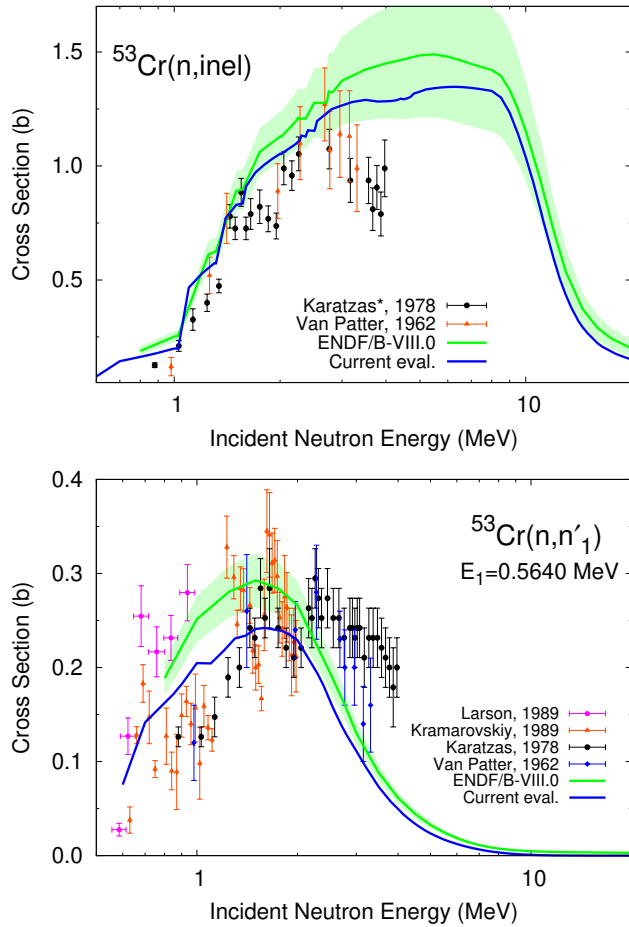 ⁵³Cr(n,inel)
Cross Section (b)
1.5
1.0
0.5
Karatzas*, 1978
Van Patter, 1962
ENDF/B-VIII.0
Current eval.
1
10
Incident Neutron Energy (MeV)
⁵³Cr(n,n′₁)
E₁=0.5640 MeV
Cross Section (b)
0.4
0.3
0.2
0.1
0.0
Larson, 1989
Kramarovskiy, 1989
Karatzas, 1978
Van Patter, 1962
ENDF/B-VIII.0
Current eval.
1
10
Incident Neutron Energy (MeV)